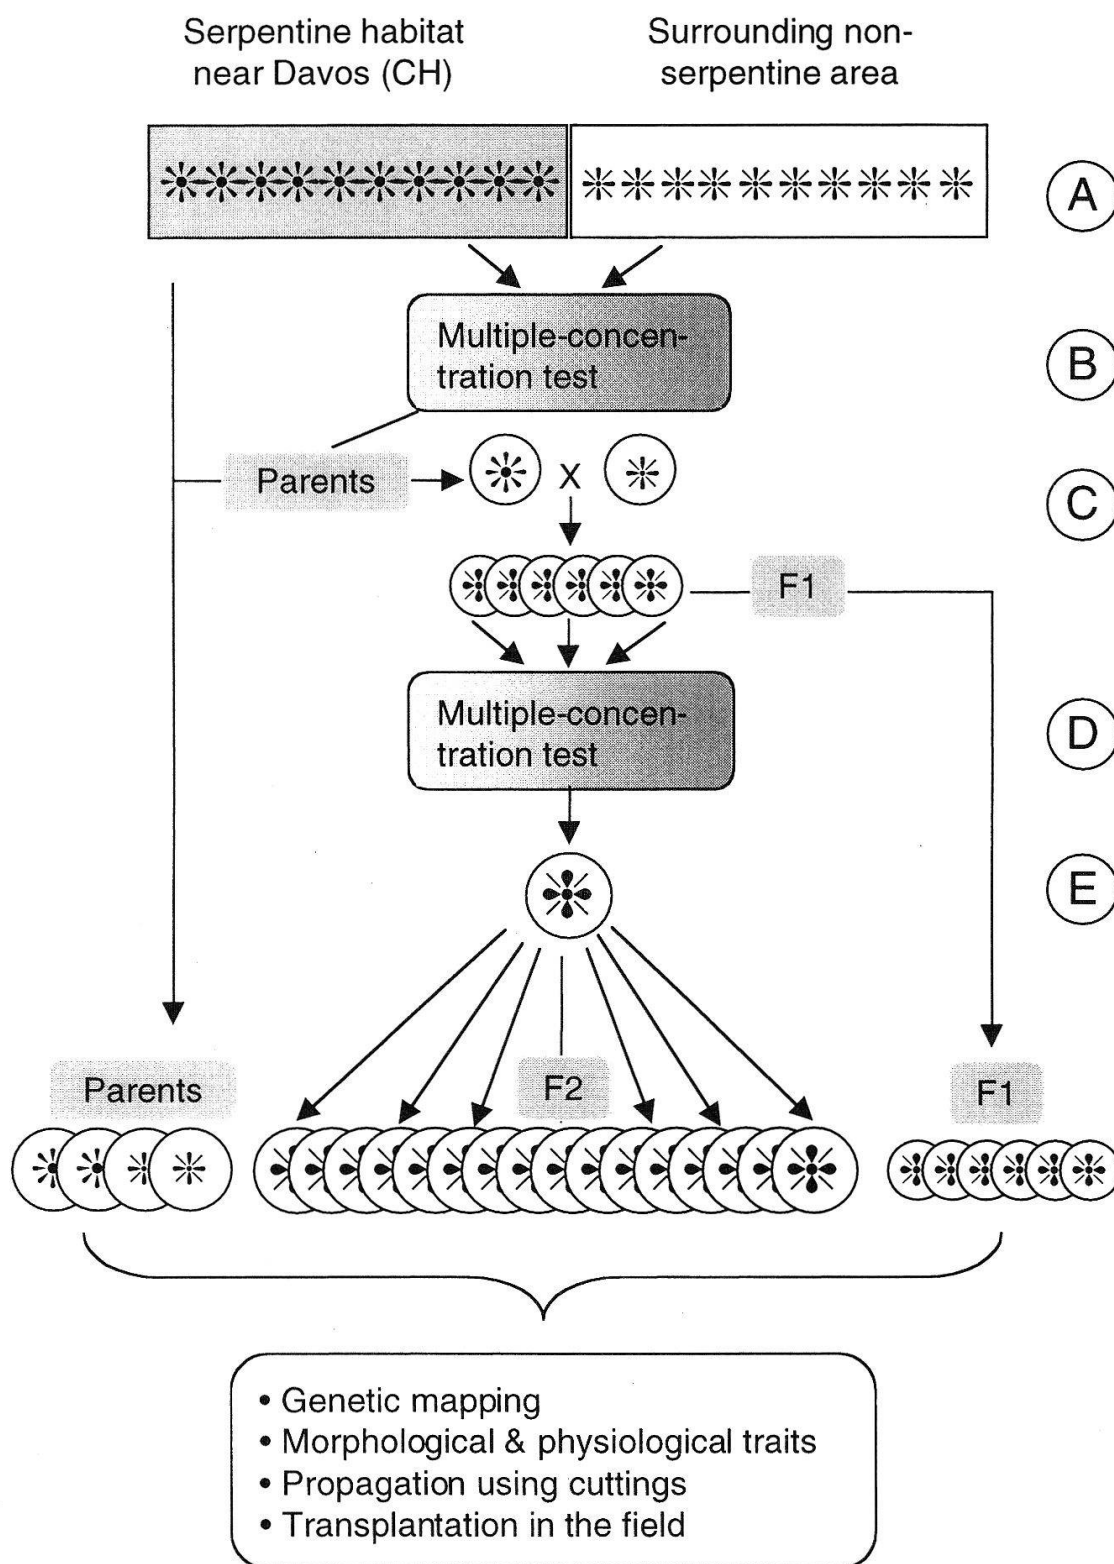 Serpentine habitat
near Davos (CH)
Surrounding non-
serpentine area
A
Multiple-concen-
tration test
B
Parents
X
C
F1
Multiple-concen-
tration test
D
E
Parents
F2
F1
• Genetic mapping
• Morphological & physiological traits
• Propagation using cuttings
• Transplantation in the field